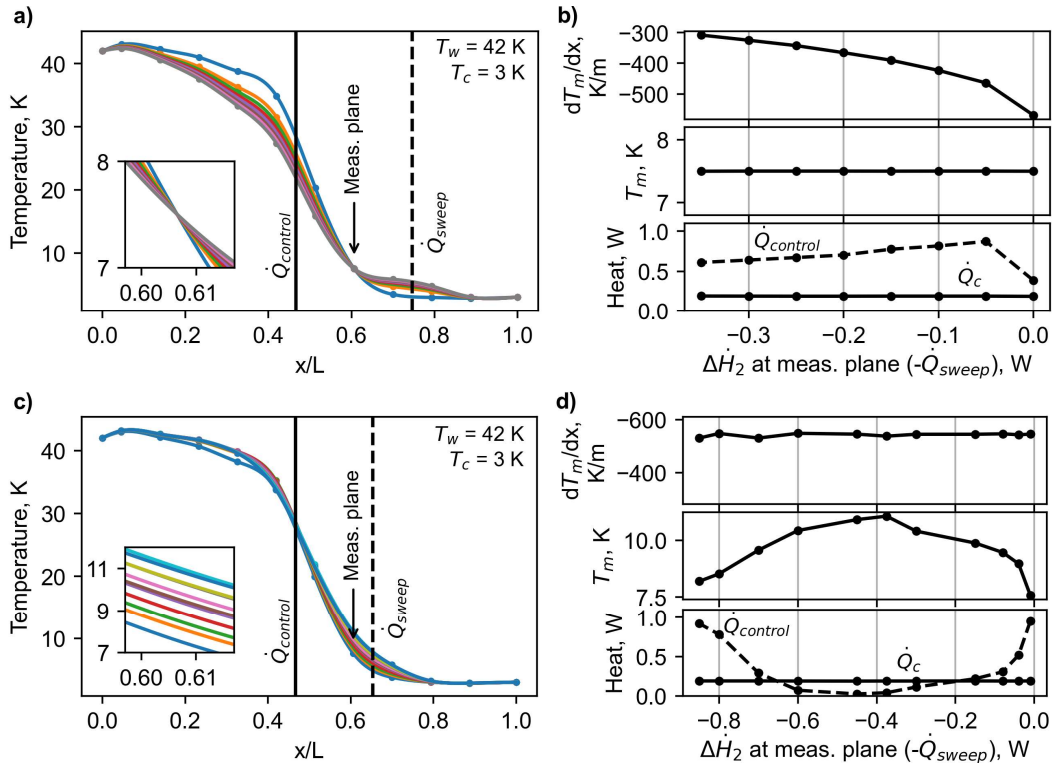 a)
T_w = 42 K
T_c = 3 K
Temperature, K
40
30
20
10
Meas. plane
Q̇_control
Q̇_sweep
8
7
0.60 0.61
0.0 0.2 0.4 0.6 0.8 1.0
x/L
b)
dT_m/dx,
K/m
−300
−400
−500
T_m, K
8
7
Heat, W
1.0
0.5
0.0
Q̇_control
Q̇_c
−0.3 −0.2 −0.1 0.0
ΔḢ_2 at meas. plane (-Q̇_sweep), W
c)
T_w = 42 K
T_c = 3 K
Temperature, K
40
30
20
10
Meas. plane
Q̇_control
Q̇_sweep
11
9
7
0.60 0.61
0.0 0.2 0.4 0.6 0.8 1.0
x/L
d)
dT_m/dx,
K/m
−600
−400
T_m, K
10.0
7.5
Heat, W
1.0
0.5
0.0
Q̇_control
Q̇_c
−0.8 −0.6 −0.4 −0.2 0.0
ΔḢ_2 at meas. plane (-Q̇_sweep), W